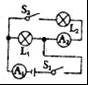 S₂
L₂
L₁ A₂
A₁ S₁